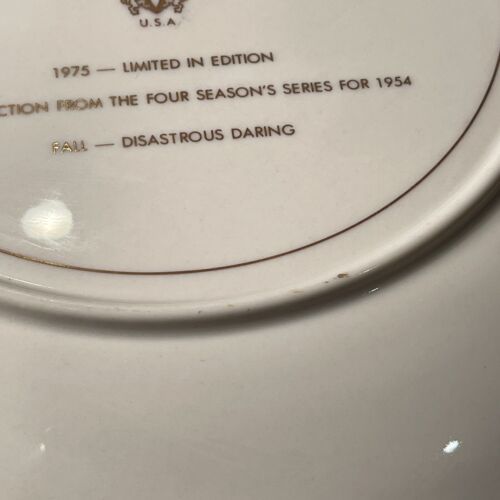 U.S.A.
1975 — LIMITED IN EDITION
CTION FROM THE FOUR SEASON'S SERIES FOR 1954
FALL — DISASTROUS DARING